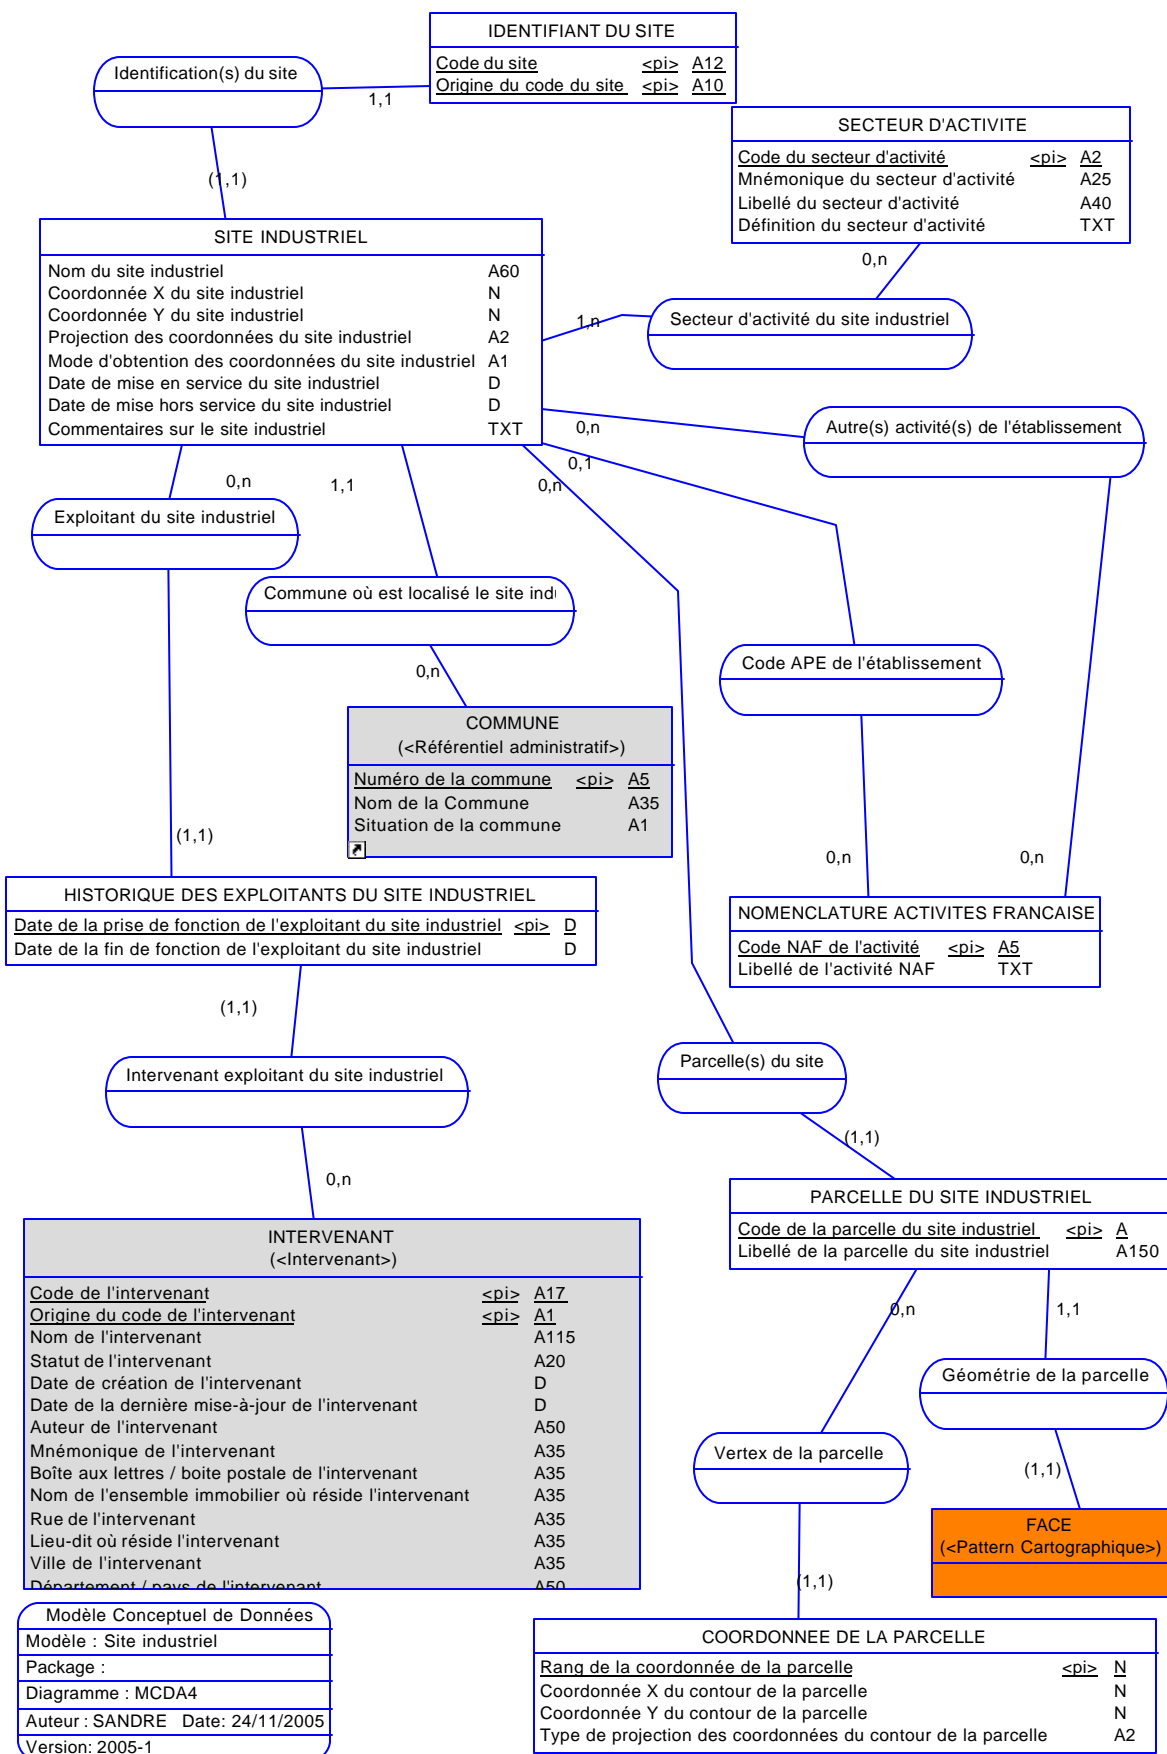 IDENTIFIANT DU SITE
Code du site <pi> A12
Origine du code du site <pi> A10
Identification(s) du site
1,1
(1,1)
SECTEUR D'ACTIVITE
Code du secteur d'activité <pi> A2
Mnémonique du secteur d'activité A25
Libellé du secteur d'activité A40
Définition du secteur d'activité TXT
0,n
SITE INDUSTRIEL
Nom du site industriel A60
Coordonnée X du site industriel N
Coordonnée Y du site industriel N
Projection des coordonnées du site industriel A2
Mode d'obtention des coordonnées du site industriel A1
Date de mise en service du site industriel D
Date de mise hors service du site industriel D
Commentaires sur le site industriel TXT
1,n
Secteur d'activité du site industriel
0,n
Autre(s) activité(s) de l'établissement
0,1
0,n
0,n
1,1
Exploitant du site industriel
Commune où est localisé le site indu
0,n
Code APE de l'établissement
COMMUNE
(<Référentiel administratif>)
Numéro de la commune <pi> A5
Nom de la Commune A35
Situation de la commune A1
(1,1)
0,n
0,n
HISTORIQUE DES EXPLOITANTS DU SITE INDUSTRIEL
Date de la prise de fonction de l'exploitant du site industriel <pi> D
Date de la fin de fonction de l'exploitant du site industriel D
NOMENCLATURE ACTIVITES FRANCAISE
Code NAF de l'activité <pi> A5
Libellé de l'activité NAF TXT
(1,1)
Intervenant exploitant du site industriel
Parcelle(s) du site
(1,1)
0,n
PARCELLE DU SITE INDUSTRIEL
Code de la parcelle du site industriel <pi> A
Libellé de la parcelle du site industriel A150
INTERVENANT
(<Intervenant>)
Code de l'intervenant <pi> A17
Origine du code de l'intervenant <pi> A1
Nom de l'intervenant A115
Statut de l'intervenant A20
Date de création de l'intervenant D
Date de la dernière mise-à-jour de l'intervenant D
Auteur de l'intervenant A50
Mnémonique de l'intervenant A35
Boîte aux lettres / boite postale de l'intervenant A35
Nom de l'ensemble immobilier où réside l'intervenant A35
Rue de l'intervenant A35
Lieu-dit où réside l'intervenant A35
Ville de l'intervenant A35
Département / pays de l'intervenant A50
0,n
1,1
Géométrie de la parcelle
Vertex de la parcelle
(1,1)
FACE
(<Pattern Cartographique>)
(1,1)
COORDONNEE DE LA PARCELLE
Rang de la coordonnée de la parcelle <pi> N
Coordonnée X du contour de la parcelle N
Coordonnée Y du contour de la parcelle N
Type de projection des coordonnées du contour de la parcelle A2
Modèle Conceptuel de Données
Modèle : Site industriel
Package :
Diagramme : MCDA4
Auteur : SANDRE Date: 24/11/2005
Version: 2005-1